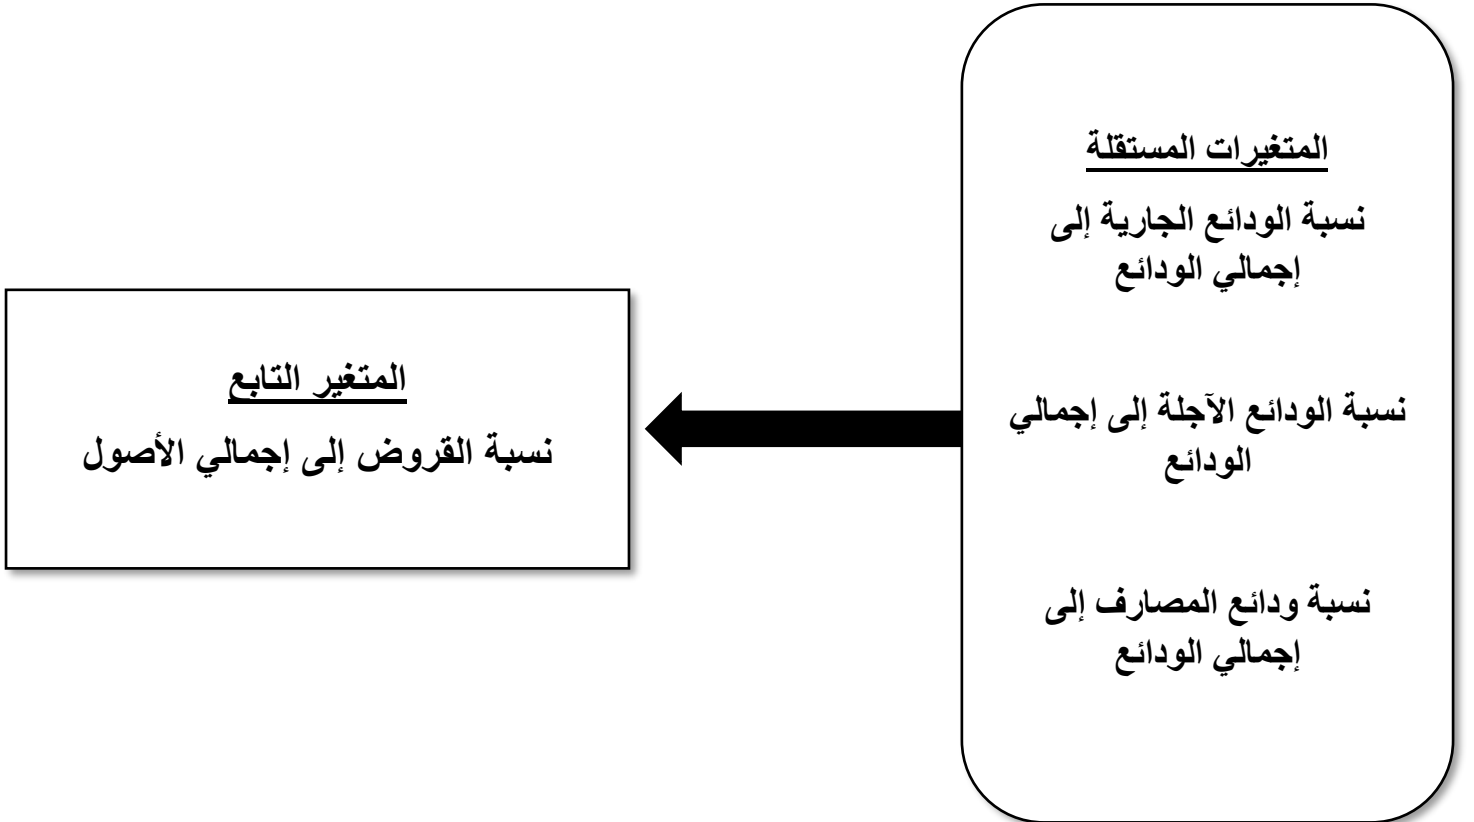 المتغيرات المستقلة
نسبة الودائع الجارية إلى
إجمالي الودائع
نسبة الودائع الآجلة إلى إجمالي
الودائع
نسبة ودائع المصارف إلى
إجمالي الودائع
المتغير التابع
نسبة القروض إلى إجمالي الأصول